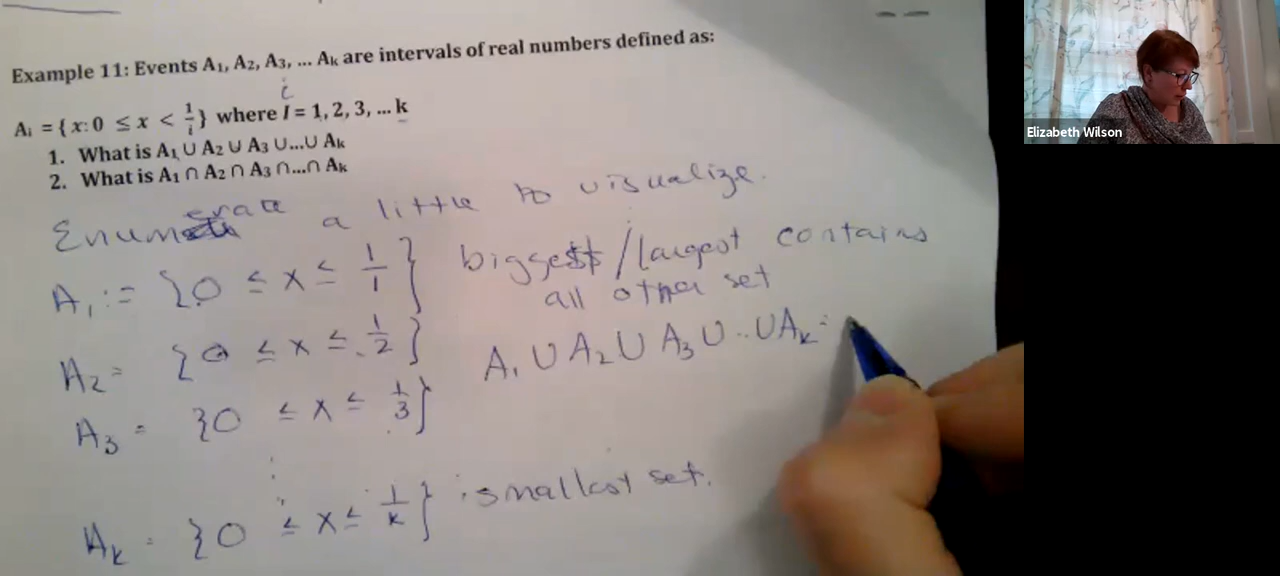 Example 11: Events A₁, A₂, A₃, ... Aₖ are intervals of real numbers defined as:
i
Aᵢ = {x: 0 ≤ x < 1/i} where I = 1, 2, 3, ... k
1. What is A₁ ∪ A₂ ∪ A₃ ∪...∪ Aₖ
2. What is A₁ ∩ A₂ ∩ A₃ ∩...∩ Aₖ
Enumerate a little to visualize.
A₁ := {0 ≤ x ≤ 1/1} biggest/largest contains
all other set
A₂ = {0 ≤ x ≤ 1/2}
A₁ ∪ A₂ ∪ A₃ ∪ .. ∪ Aₖ =
A₃ = {0 ≤ x ≤ 1/3}
⋮
Aₖ = {0 ≤ x ≤ 1/k} is smallest set.
Elizabeth Wilson